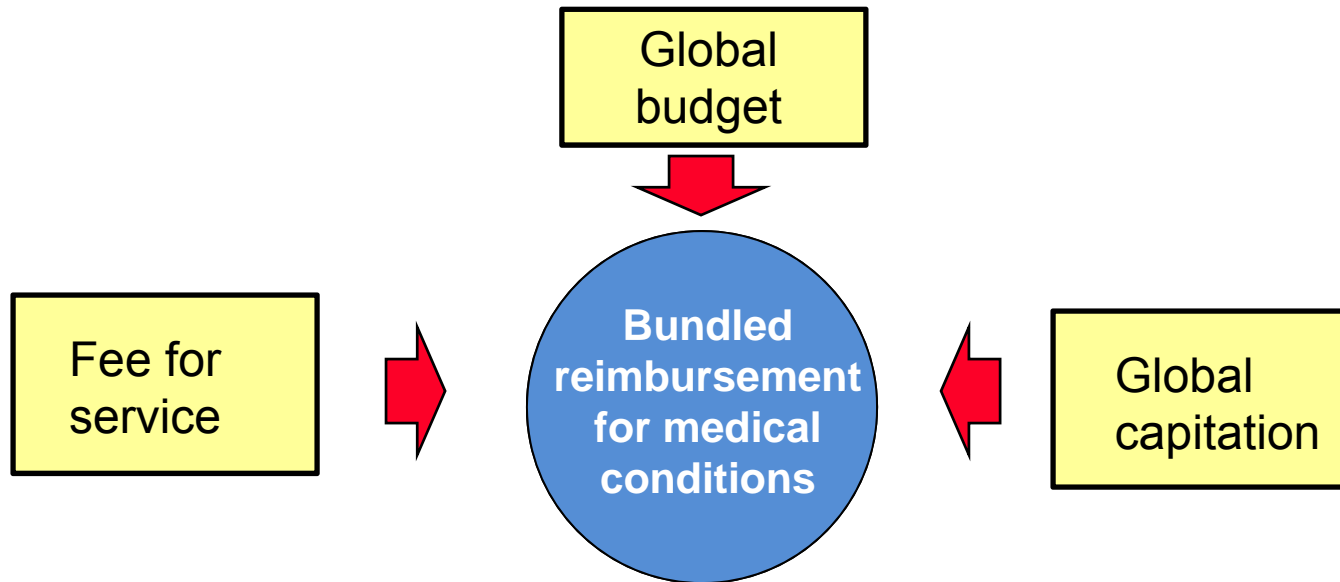 Global
budget
Fee for
service
Bundled
reimbursement
for medical
conditions
Global
capitation